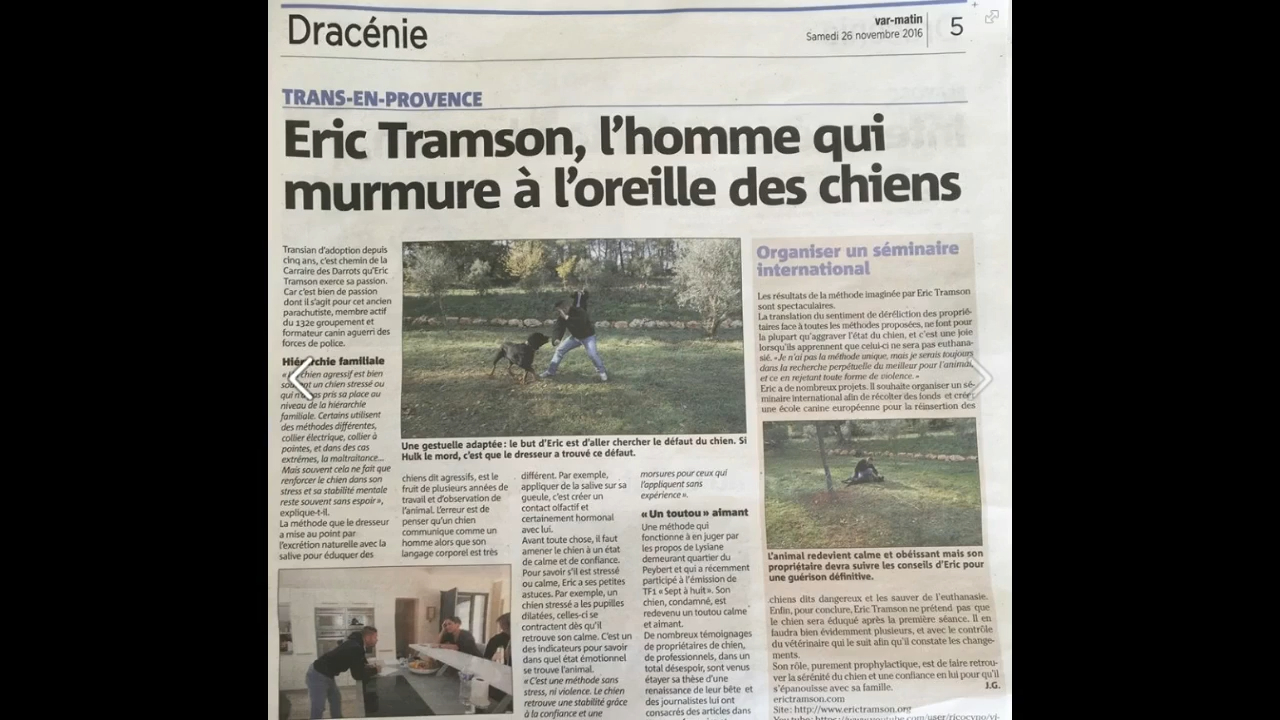 Dracénie
var-matin
Samedi 26 novembre 2016
5
TRANS-EN-PROVENCE
Eric Tramson, l'homme qui
murmure à l'oreille des chiens
Transian d'adoption depuis
cinq ans, c'est chemin de la
Carraire des Darrots qu'Eric
Tramson exerce sa passion.
Car c'est bien de passion
dont il s'agit pour cet ancien
parachutiste, membre actif
du 132e groupement et
formateur canin aguerri des
forces de police.
Hiérarchie familiale
« Un chien agressif est bien
souvent un chien stressé ou
qui n'a pas pris sa place au
niveau de la hiérarchie
familiale. Certains utilisent
des méthodes différentes,
collier électrique, collier à
pointes, et dans des cas
extrêmes, la maltraitance...
Mais souvent cela ne fait que
renforcer le chien dans son
stress et sa stabilité mentale
reste souvent sans espoir »,
explique-t-il.
La méthode que le dresseur
a mise au point par
l'excrétion naturelle avec la
salive pour éduquer des
Une gestuelle adaptée : le but d'Eric est d'aller chercher le défaut du chien. Si
Hulk le mord, c'est que le dresseur a trouvé ce défaut.
chiens dit agressifs, est le
fruit de plusieurs années de
travail et d'observation de
l'animal. L'erreur est de
penser qu'un chien
communique comme un
homme alors que son
langage corporel est très
différent. Par exemple,
appliquer de la salive sur sa
gueule, c'est créer un
contact olfactif et
certainement hormonal
avec lui.
Avant toute chose, il faut
amener le chien à un état
de calme et de confiance.
Pour savoir s'il est stressé
ou calme, Eric a ses petites
astuces. Par exemple, un
chien stressé a les pupilles
dilatées, celles-ci se
contractent dès qu'il
retrouve son calme. C'est un
des indicateurs pour savoir
dans quel état émotionnel
se trouve l'animal.
« C'est une méthode sans
stress, ni violence. Le chien
retrouve une stabilité grâce
à la confiance et une
morsures pour ceux qui
l'appliquent sans
expérience ».
« Un toutou » aimant
Une méthode qui
fonctionne à en juger par
les propos de Lysiane
demeurant quartier du
Peybert et qui a récemment
participé à l'émission de
TF1 « Sept à huit ». Son
chien, condamné, est
redevenu un toutou calme
et aimant.
De nombreux témoignages
de propriétaires de chien,
de professionnels, dans un
total désespoir, sont venus
étayer sa thèse d'une
renaissance de leur bête et
des journalistes lui ont
consacrés des articles dans
Organiser un séminaire
international
Les résultats de la méthode imaginée par Eric Tramson
sont spectaculaires.
La translation du sentiment de déréliction des proprié-
taires face à toutes les méthodes proposées, ne font pour
la plupart qu'aggraver l'état du chien, et c'est une joie
lorsqu'ils apprennent que celui-ci ne sera pas euthana-
sié. « Je n'ai pas la méthode unique, mais je serais toujours
dans la recherche perpétuelle du meilleur pour l'animal,
et ce en rejetant toute forme de violence. »
Eric a de nombreux projets. Il souhaite organiser un sé-
minaire international afin de récolter des fonds et créer
une école canine européenne pour la réinsertion des
L'animal redevient calme et obéissant mais son
propriétaire devra suivre les conseils d'Eric pour
une guérison définitive.
chiens dits dangereux et les sauver de l'euthanasie.
Enfin, pour conclure, Eric Tramson ne prétend pas que
le chien sera éduqué après la première séance. Il en
faudra bien évidemment plusieurs, et avec le contrôle
du vétérinaire qui le suit afin qu'il constate les change-
ments.
Son rôle, purement prophylactique, est de faire retrou-
ver la sérénité du chien et une confiance en lui pour qu'il
s'épanouisse avec sa famille.
J.G.
erictramson.com
Site: http://www.erictramson.org
Youtube: https://www.youtube.com/user/ricocyno/vi-